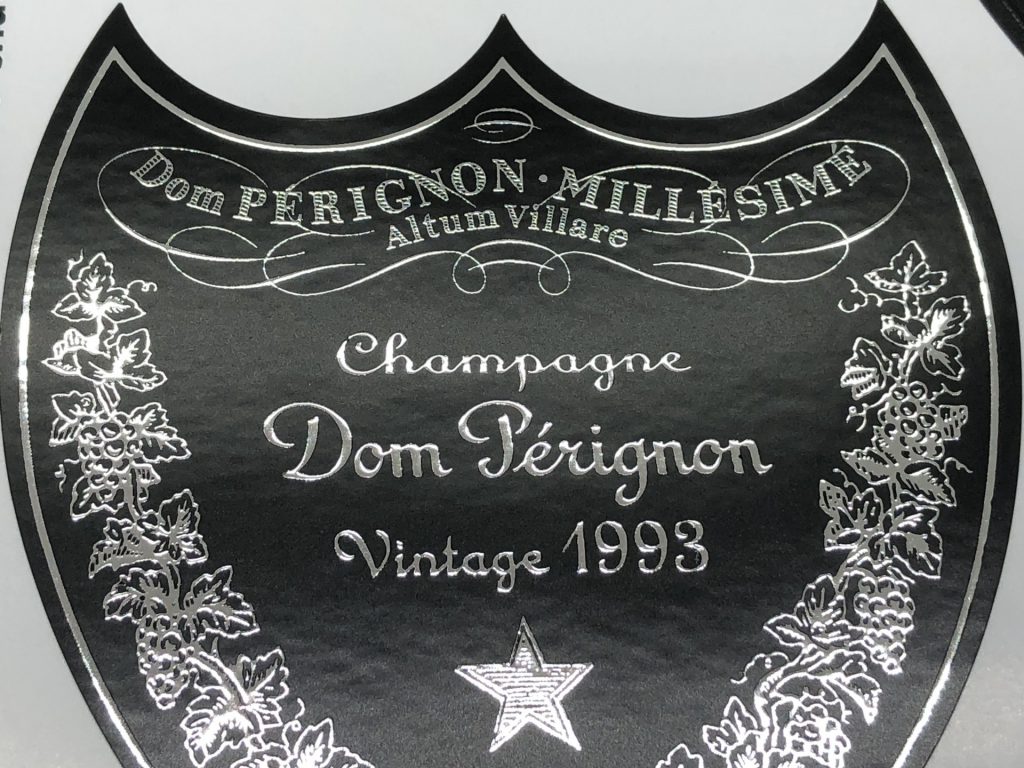 Dom PÉRIGNON · MILLÉSIMÉ
Altum Villare
Champagne
Dom Pérignon
Vintage 1993